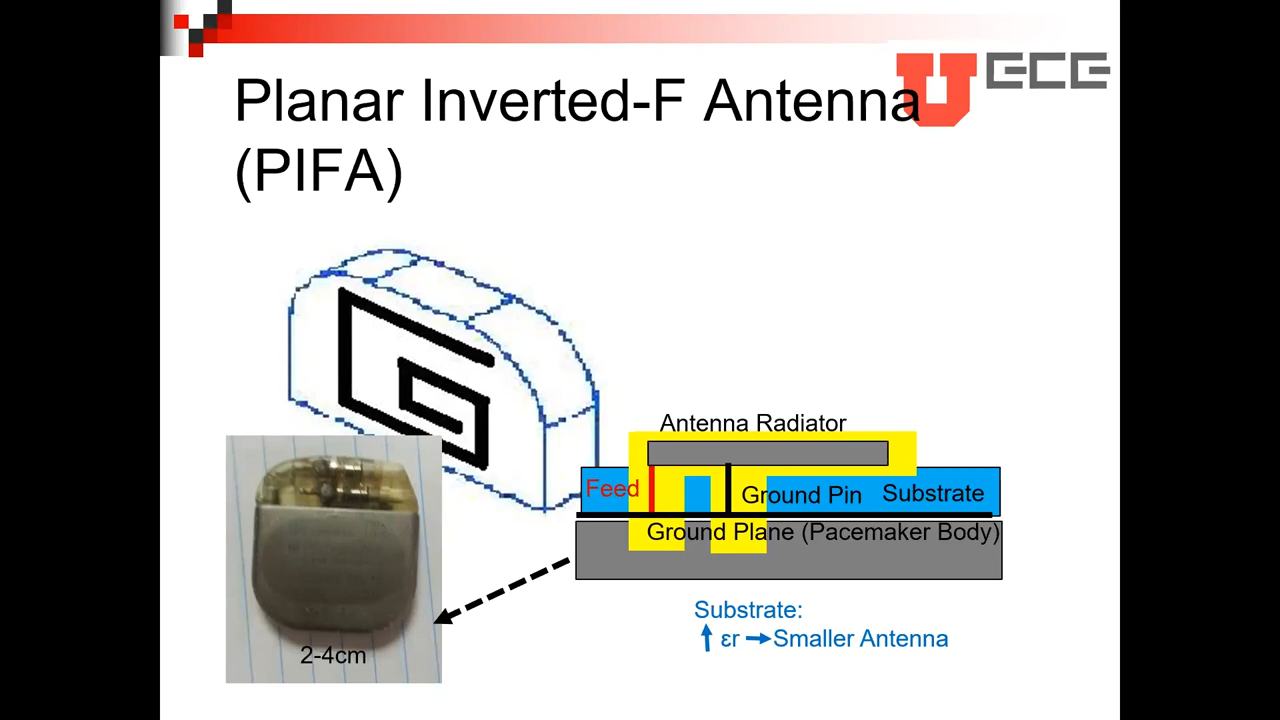 Planar Inverted-F Antenna
(PIFA)
U ECE
Antenna Radiator
Feed
Ground Pin
Substrate
Ground Plane (Pacemaker Body)
2-4cm
Substrate:
↑ εr → Smaller Antenna